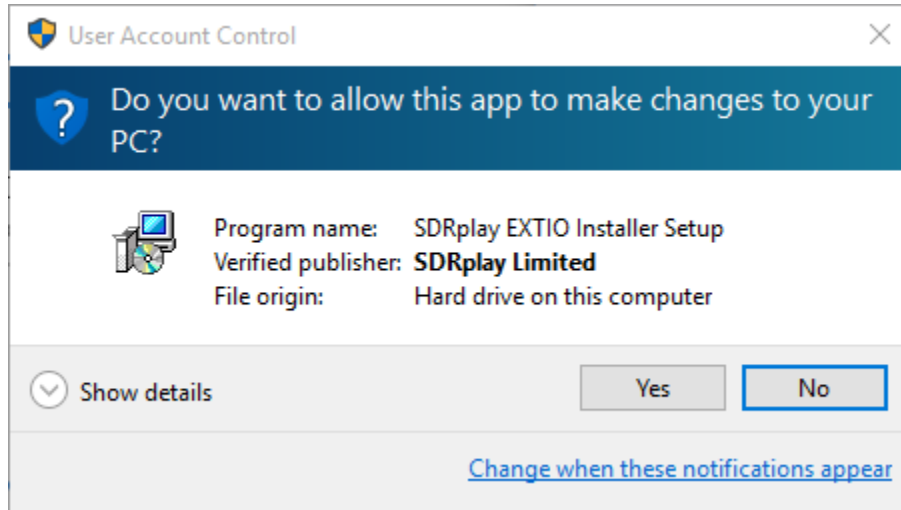 User Account Control
Do you want to allow this app to make changes to your
PC?
Program name: SDRplay EXTIO Installer Setup
Verified publisher: SDRplay Limited
File origin: Hard drive on this computer
Show details
Yes
No
Change when these notifications appear